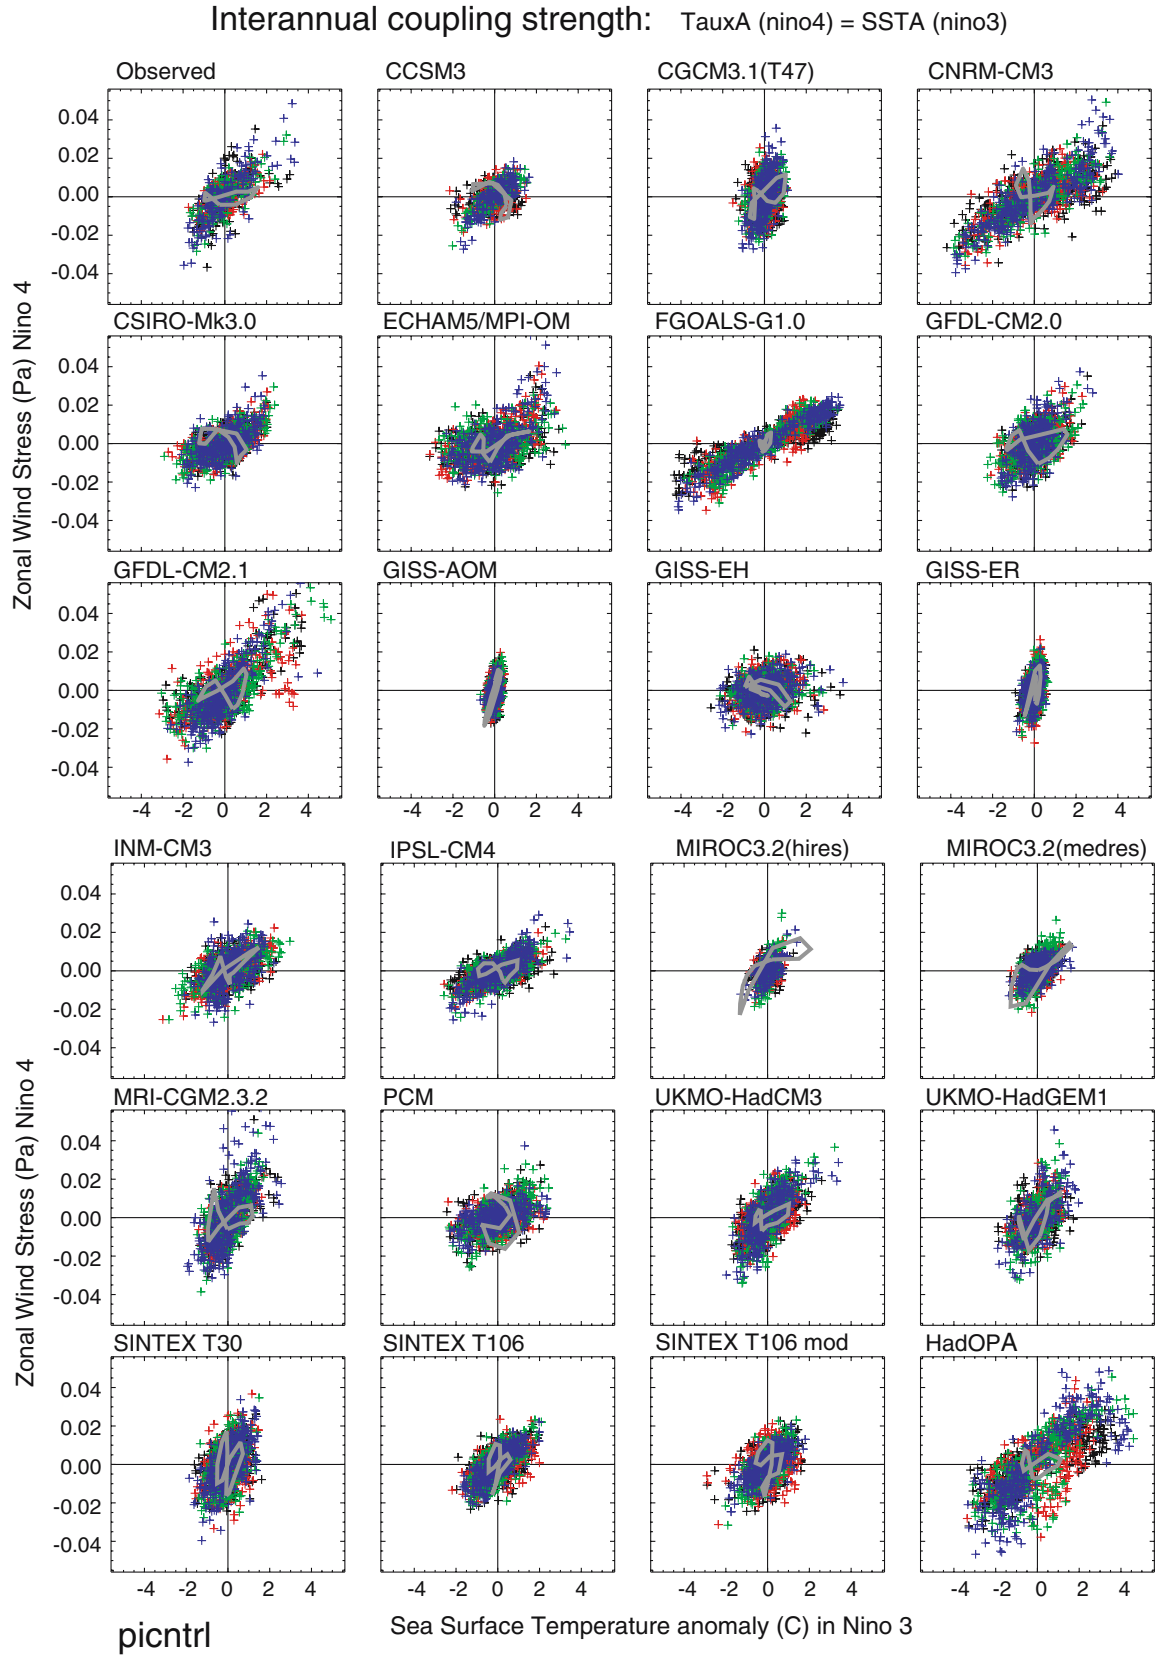 Interannual coupling strength: TauxA (nino4) = SSTA (nino3)
Observed CCSM3 CGCM3.1(T47) CNRM-CM3
0.04
0.02
0.00
-0.02
-0.04
CSIRO-Mk3.0 ECHAM5/MPI-OM FGOALS-G1.0 GFDL-CM2.0
0.04
0.02
0.00
-0.02
-0.04
Zonal Wind Stress (Pa) Nino 4
GFDL-CM2.1 GISS-AOM GISS-EH GISS-ER
0.04
0.02
0.00
-0.02
-0.04
-4 -2 0 2 4 -2 0 2 4 -4 -2 0 2 4 -2 0 2 4
INM-CM3 IPSL-CM4 MIROC3.2(hires) MIROC3.2(medres)
0.04
0.02
0.00
-0.02
-0.04
MRI-CGM2.3.2 PCM UKMO-HadCM3 UKMO-HadGEM1
0.04
0.02
0.00
-0.02
-0.04
Zonal Wind Stress (Pa) Nino 4
SINTEX T30 SINTEX T106 SINTEX T106 mod HadOPA
0.04
0.02
0.00
-0.02
-0.04
-4 -2 0 2 4 -2 0 2 4 -4 -2 0 2 4 -2 0 2 4
Sea Surface Temperature anomaly (C) in Nino 3
picntrl